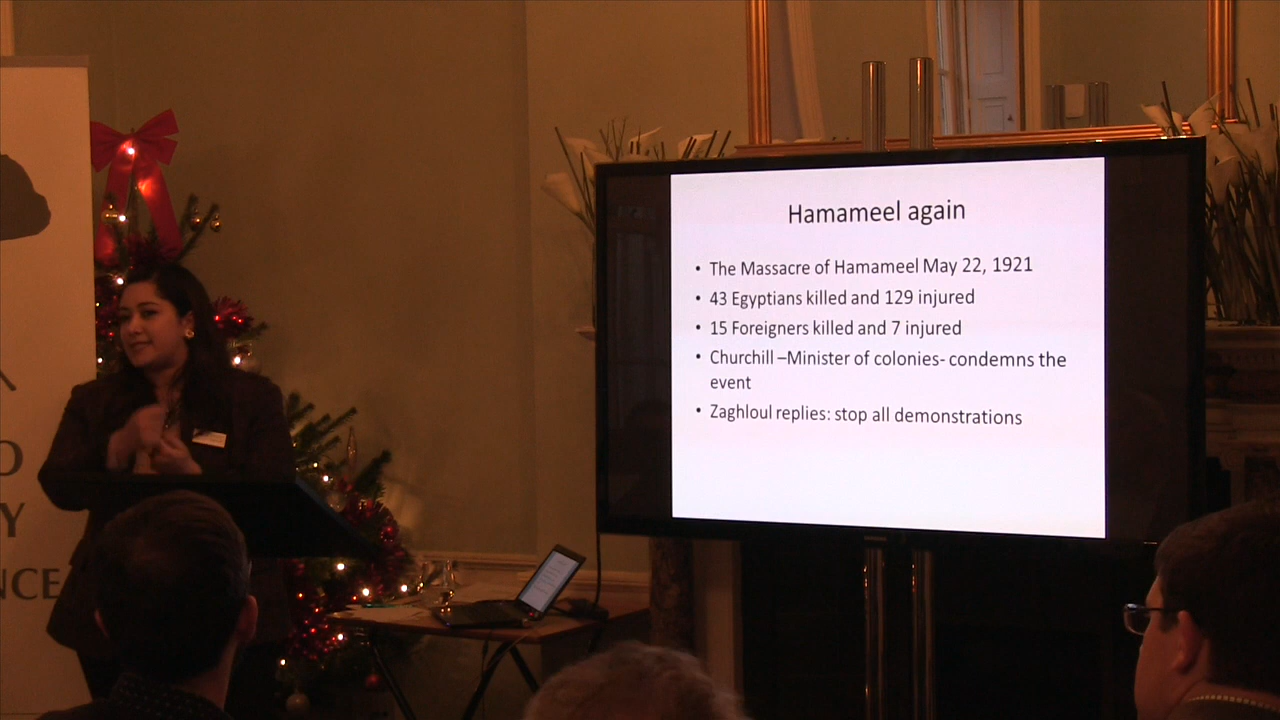 Hamameel again
• The Massacre of Hamameel May 22, 1921
• 43 Egyptians killed and 129 injured
• 15 Foreigners killed and 7 injured
• Churchill –Minister of colonies- condemns the
event
• Zaghloul replies: stop all demonstrations